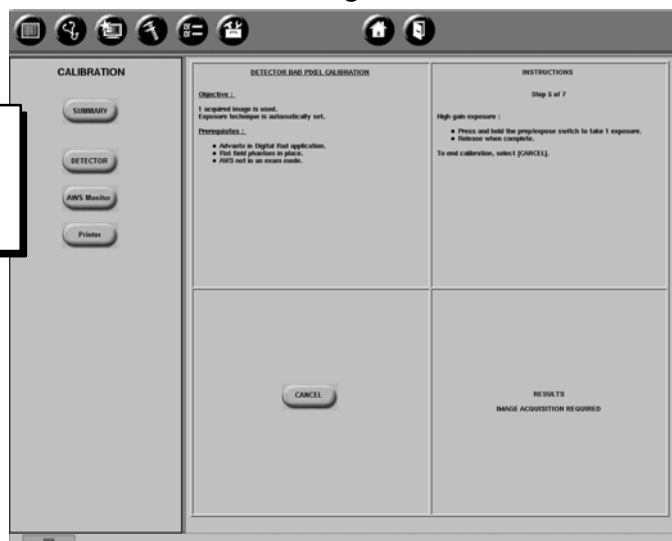 CALIBRATION
SUMMARY
DETECTOR
AWS Monitor
Printer
DETECTOR BAD PIXEL CALIBRATION
Objective :
1 acquired image is used.
Exposure technique is automatically set.
Prerequisites :
• Advantx in Digital Rad application.
• Flat field phantom in place.
• AWS not in an exam mode.
INSTRUCTIONS
Step 5 of 7
High gain exposure :
• Press and hold the prep/expose switch to take 1 exposure.
• Release when complete.
To end calibration, select [CANCEL].
CANCEL
RESULTS
IMAGE ACQUISITION REQUIRED